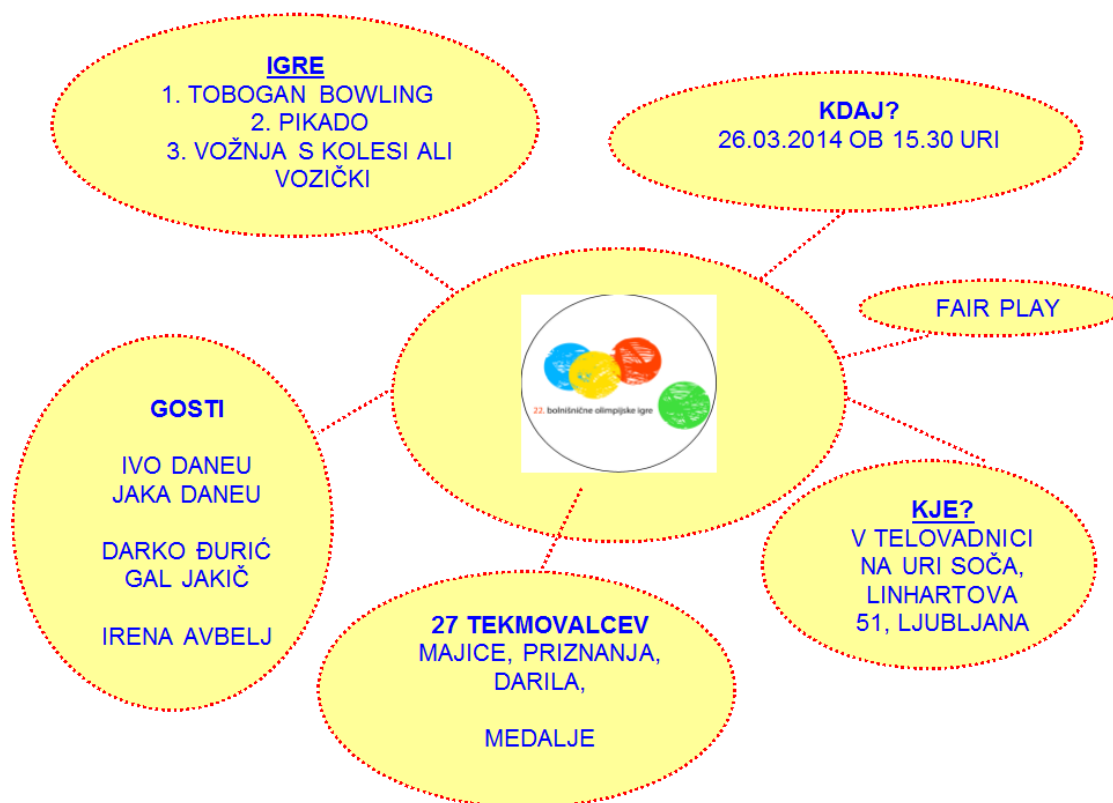 IGRE
1. TOBOGAN BOWLING
2. PIKADO
3. VOŽNJA S KOLESI ALI
VOZIČKI
KDAJ?
26.03.2014 OB 15.30 URI
FAIR PLAY
22. bolnišnične olimpijske igre
GOSTI
IVO DANEU
JAKA DANEU
DARKO ĐURIĆ
GAL JAKIČ
IRENA AVBELJ
KJE?
V TELOVADNICI
NA URI SOČA,
LINHARTOVA
51, LJUBLJANA
27 TEKMOVALCEV
MAJICE, PRIZNANJA,
DARILA,
MEDALJE